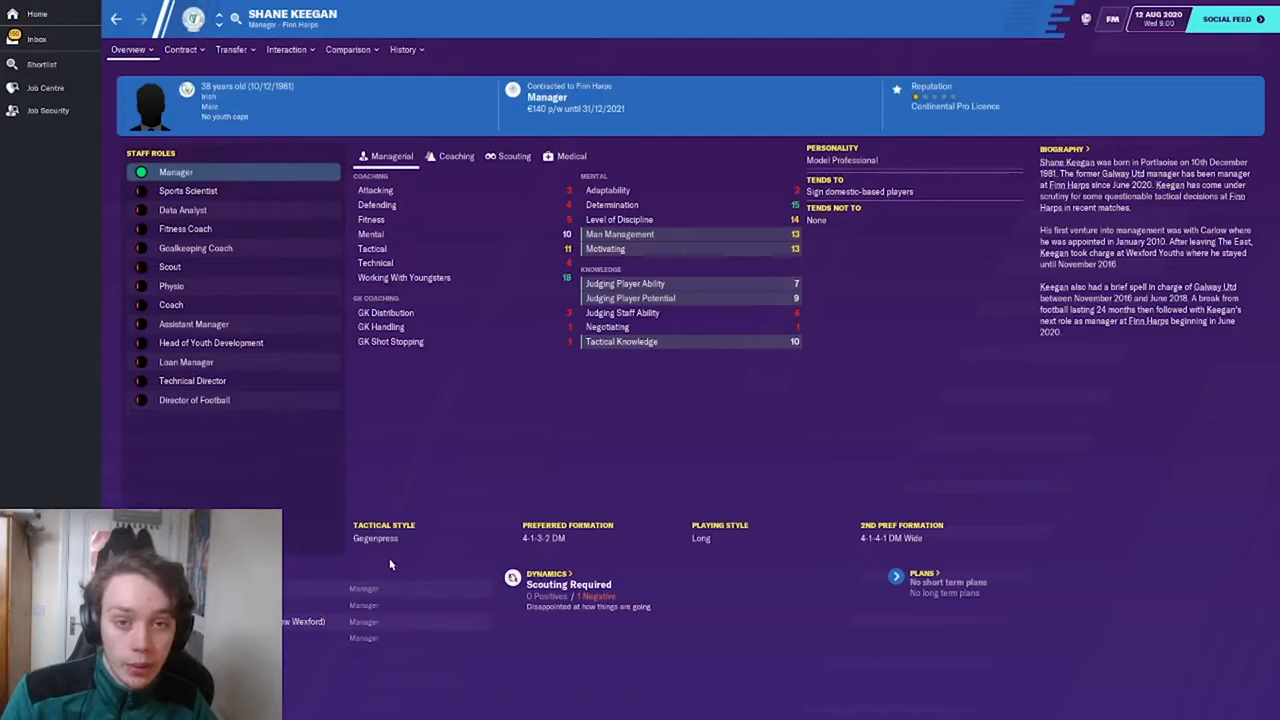 Home
Inbox
Shortlist
Job Centre
Job Security
SHANE KEEGAN
Manager - Finn Harps
FM
12 AUG 2020
Wed 9:00
SOCIAL FEED
Overview
Contract
Transfer
Interaction
Comparison
History
38 years old (10/12/1981)
Irish
Male
No youth caps
Contracted to Finn Harps
Manager
€140 p/w until 31/12/2021
Reputation
Continental Pro Licence
STAFF ROLES
Manager
Sports Scientist
Data Analyst
Fitness Coach
Goalkeeping Coach
Scout
Physio
Coach
Assistant Manager
Head of Youth Development
Loan Manager
Technical Director
Director of Football
Managerial
Coaching
Scouting
Medical
COACHING
Attacking 3
Defending 4
Fitness 5
Mental 10
Tactical 11
Technical 4
Working With Youngsters 18
GK COACHING
GK Distribution 3
GK Handling 1
GK Shot Stopping 1
MENTAL
Adaptability 2
Determination 15
Level of Discipline 14
Man Management 13
Motivating 13
KNOWLEDGE
Judging Player Ability 7
Judging Player Potential 9
Judging Staff Ability 4
Negotiating 1
Tactical Knowledge 10
PERSONALITY
Model Professional
TENDS TO
Sign domestic-based players
TENDS NOT TO
None
BIOGRAPHY >
Shane Keegan was born in Portlaoise on 10th December
1981. The former Galway Utd manager has been manager
at Finn Harps since June 2020. Keegan has come under
scrutiny for some questionable tactical decisions at Finn
Harps in recent matches.
His first venture into management was with Carlow where
he was appointed in January 2010. After leaving The East,
Keegan took charge at Wexford Youths where he stayed
until November 2016.
Keegan also had a brief spell in charge of Galway Utd
between November 2016 and June 2018. A break from
football lasting 24 months then followed with Keegan's
next role as manager at Finn Harps beginning in June
2020.
TACTICAL STYLE
Gegenpress
PREFERRED FORMATION
4-1-3-2 DM
PLAYING STYLE
Long
2ND PREF FORMATION
4-1-4-1 DM Wide
Manager
Manager
w Wexford) Manager
Manager
DYNAMICS >
Scouting Required
0 Positives / 1 Negative
Disappointed at how things are going
PLANS >
No short term plans
No long term plans